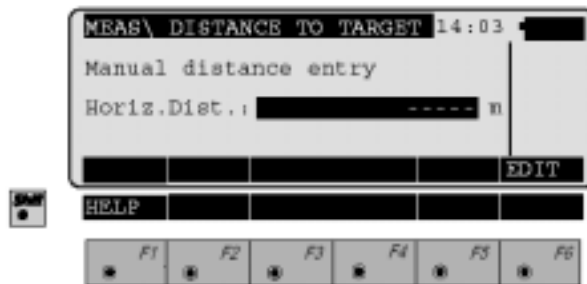 MEAS\ DISTANCE TO TARGET 14:03
Manual distance entry
Horiz.Dist.: ----- m
EDIT
Shift
HELP
F1 F2 F3 F4 F5 F6